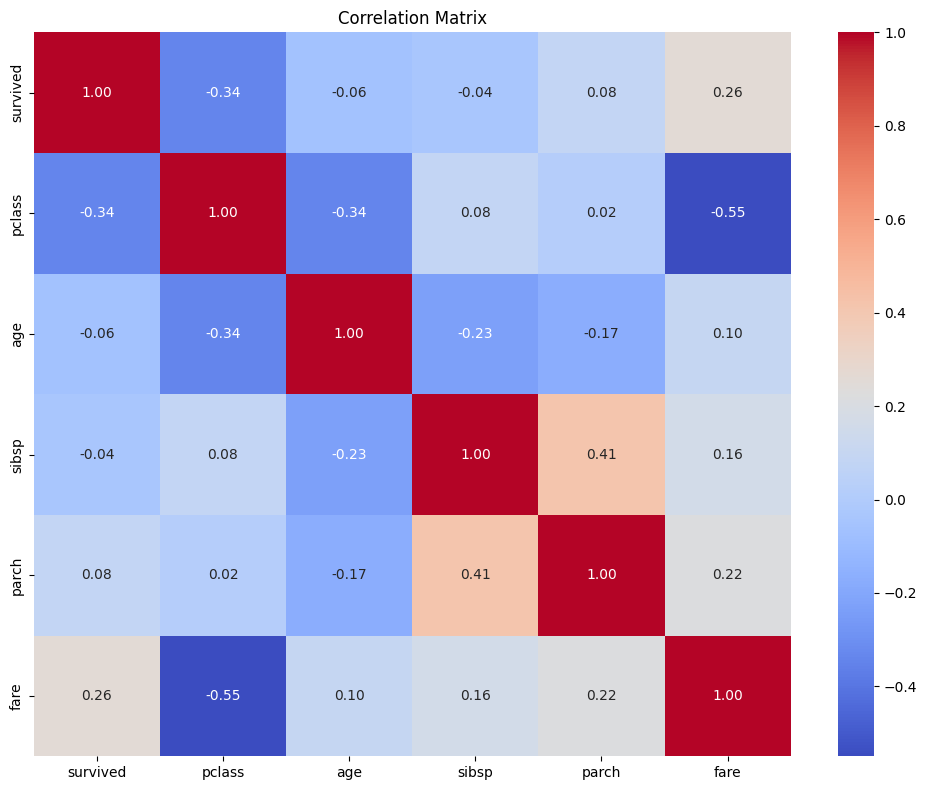 Correlation Matrix
survived 1.00 -0.34 -0.06 -0.04 0.08 0.26
pclass -0.34 1.00 -0.34 0.08 0.02 -0.55
age -0.06 -0.34 1.00 -0.23 -0.17 0.10
sibsp -0.04 0.08 -0.23 1.00 0.41 0.16
parch 0.08 0.02 -0.17 0.41 1.00 0.22
fare 0.26 -0.55 0.10 0.16 0.22 1.00
survived pclass age sibsp parch fare
1.0
0.8
0.6
0.4
0.2
0.0
−0.2
−0.4